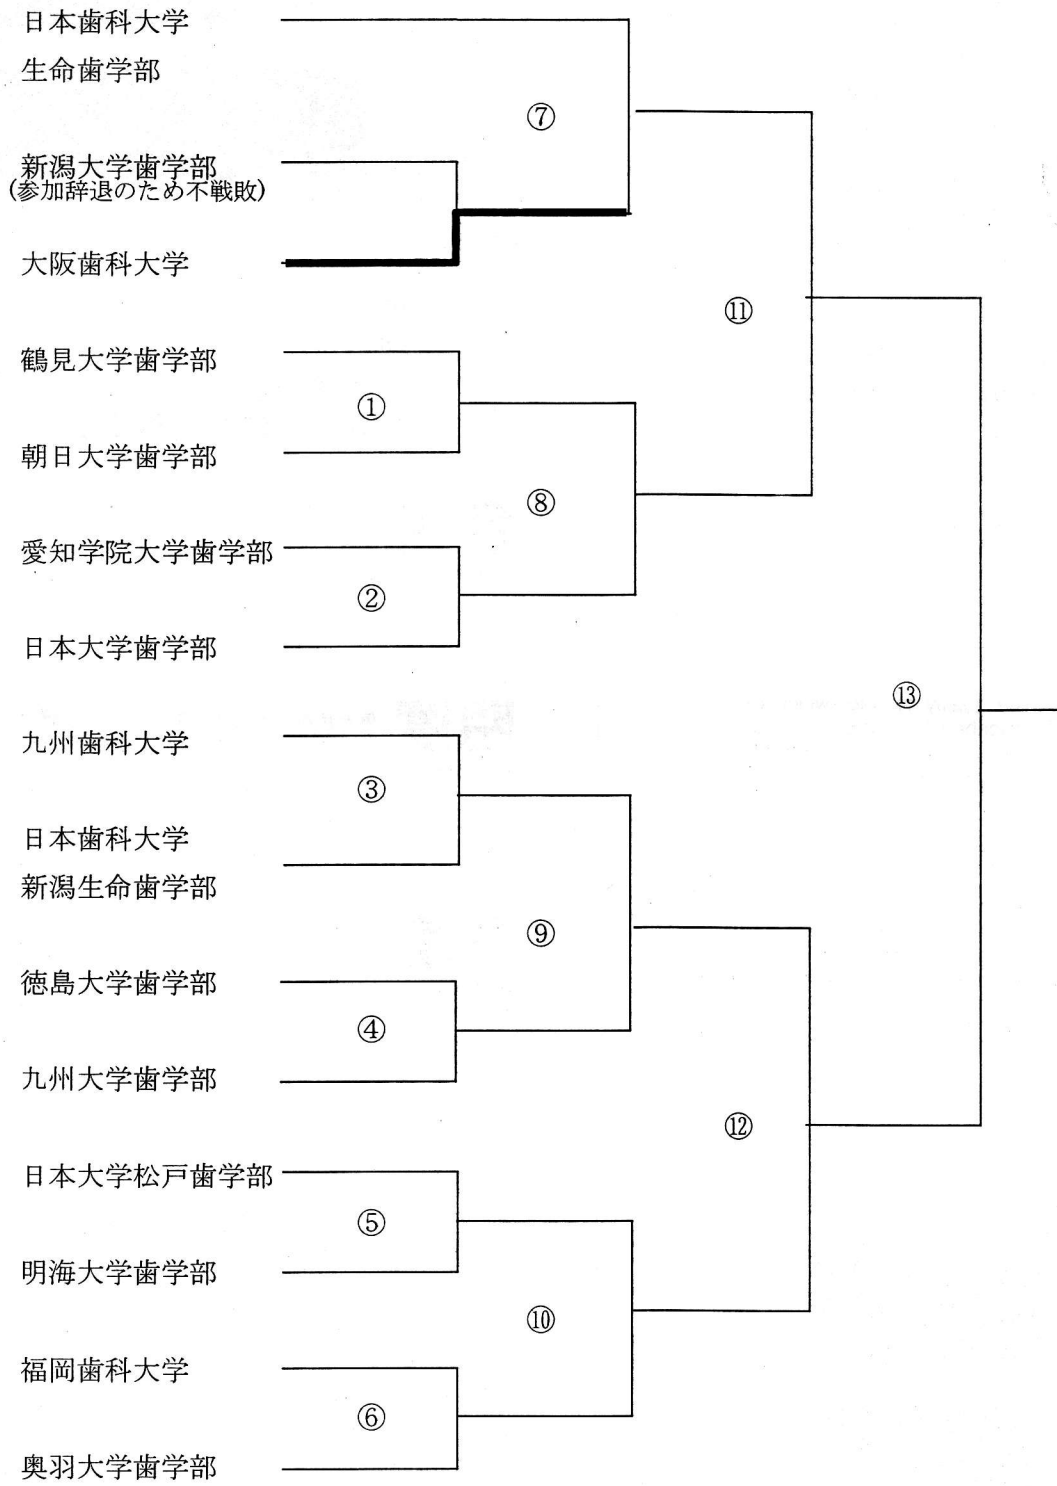 日本歯科大学
生命歯学部
⑦
新潟大学歯学部
(参加辞退のため不戦敗)
大阪歯科大学
⑪
鶴見大学歯学部
①
朝日大学歯学部
⑧
愛知学院大学歯学部
②
日本大学歯学部
⑬
九州歯科大学
③
日本歯科大学
新潟生命歯学部
⑨
徳島大学歯学部
④
九州大学歯学部
⑫
日本大学松戸歯学部
⑤
明海大学歯学部
⑩
福岡歯科大学
⑥
奥羽大学歯学部